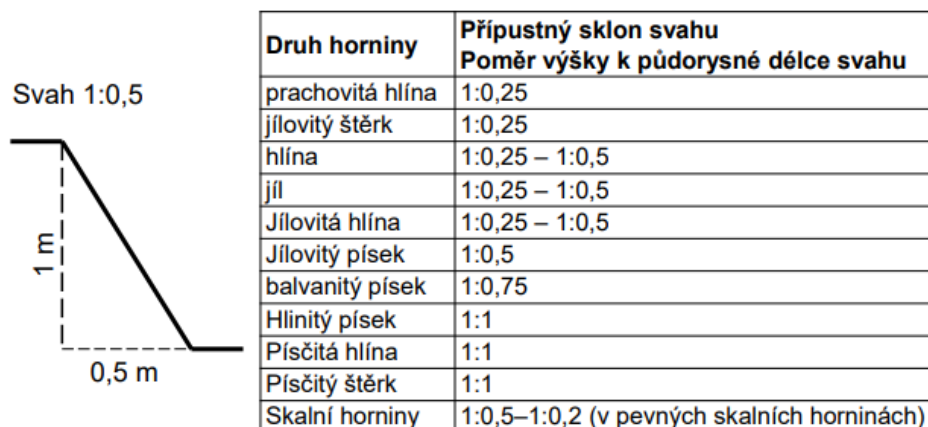 Svah 1:0,5
1 m
0,5 m
Druh horniny Přípustný sklon svahu
Poměr výšky k půdorysné délce svahu
prachovitá hlína 1:0,25
jílovitý štěrk 1:0,25
hlína 1:0,25 – 1:0,5
jíl 1:0,25 – 1:0,5
Jílovitá hlína 1:0,25 – 1:0,5
Jílovitý písek 1:0,5
balvanitý písek 1:0,75
Hlinitý písek 1:1
Písčitá hlína 1:1
Písčitý štěrk 1:1
Skalní horniny 1:0,5–1:0,2 (v pevných skalních horninách)